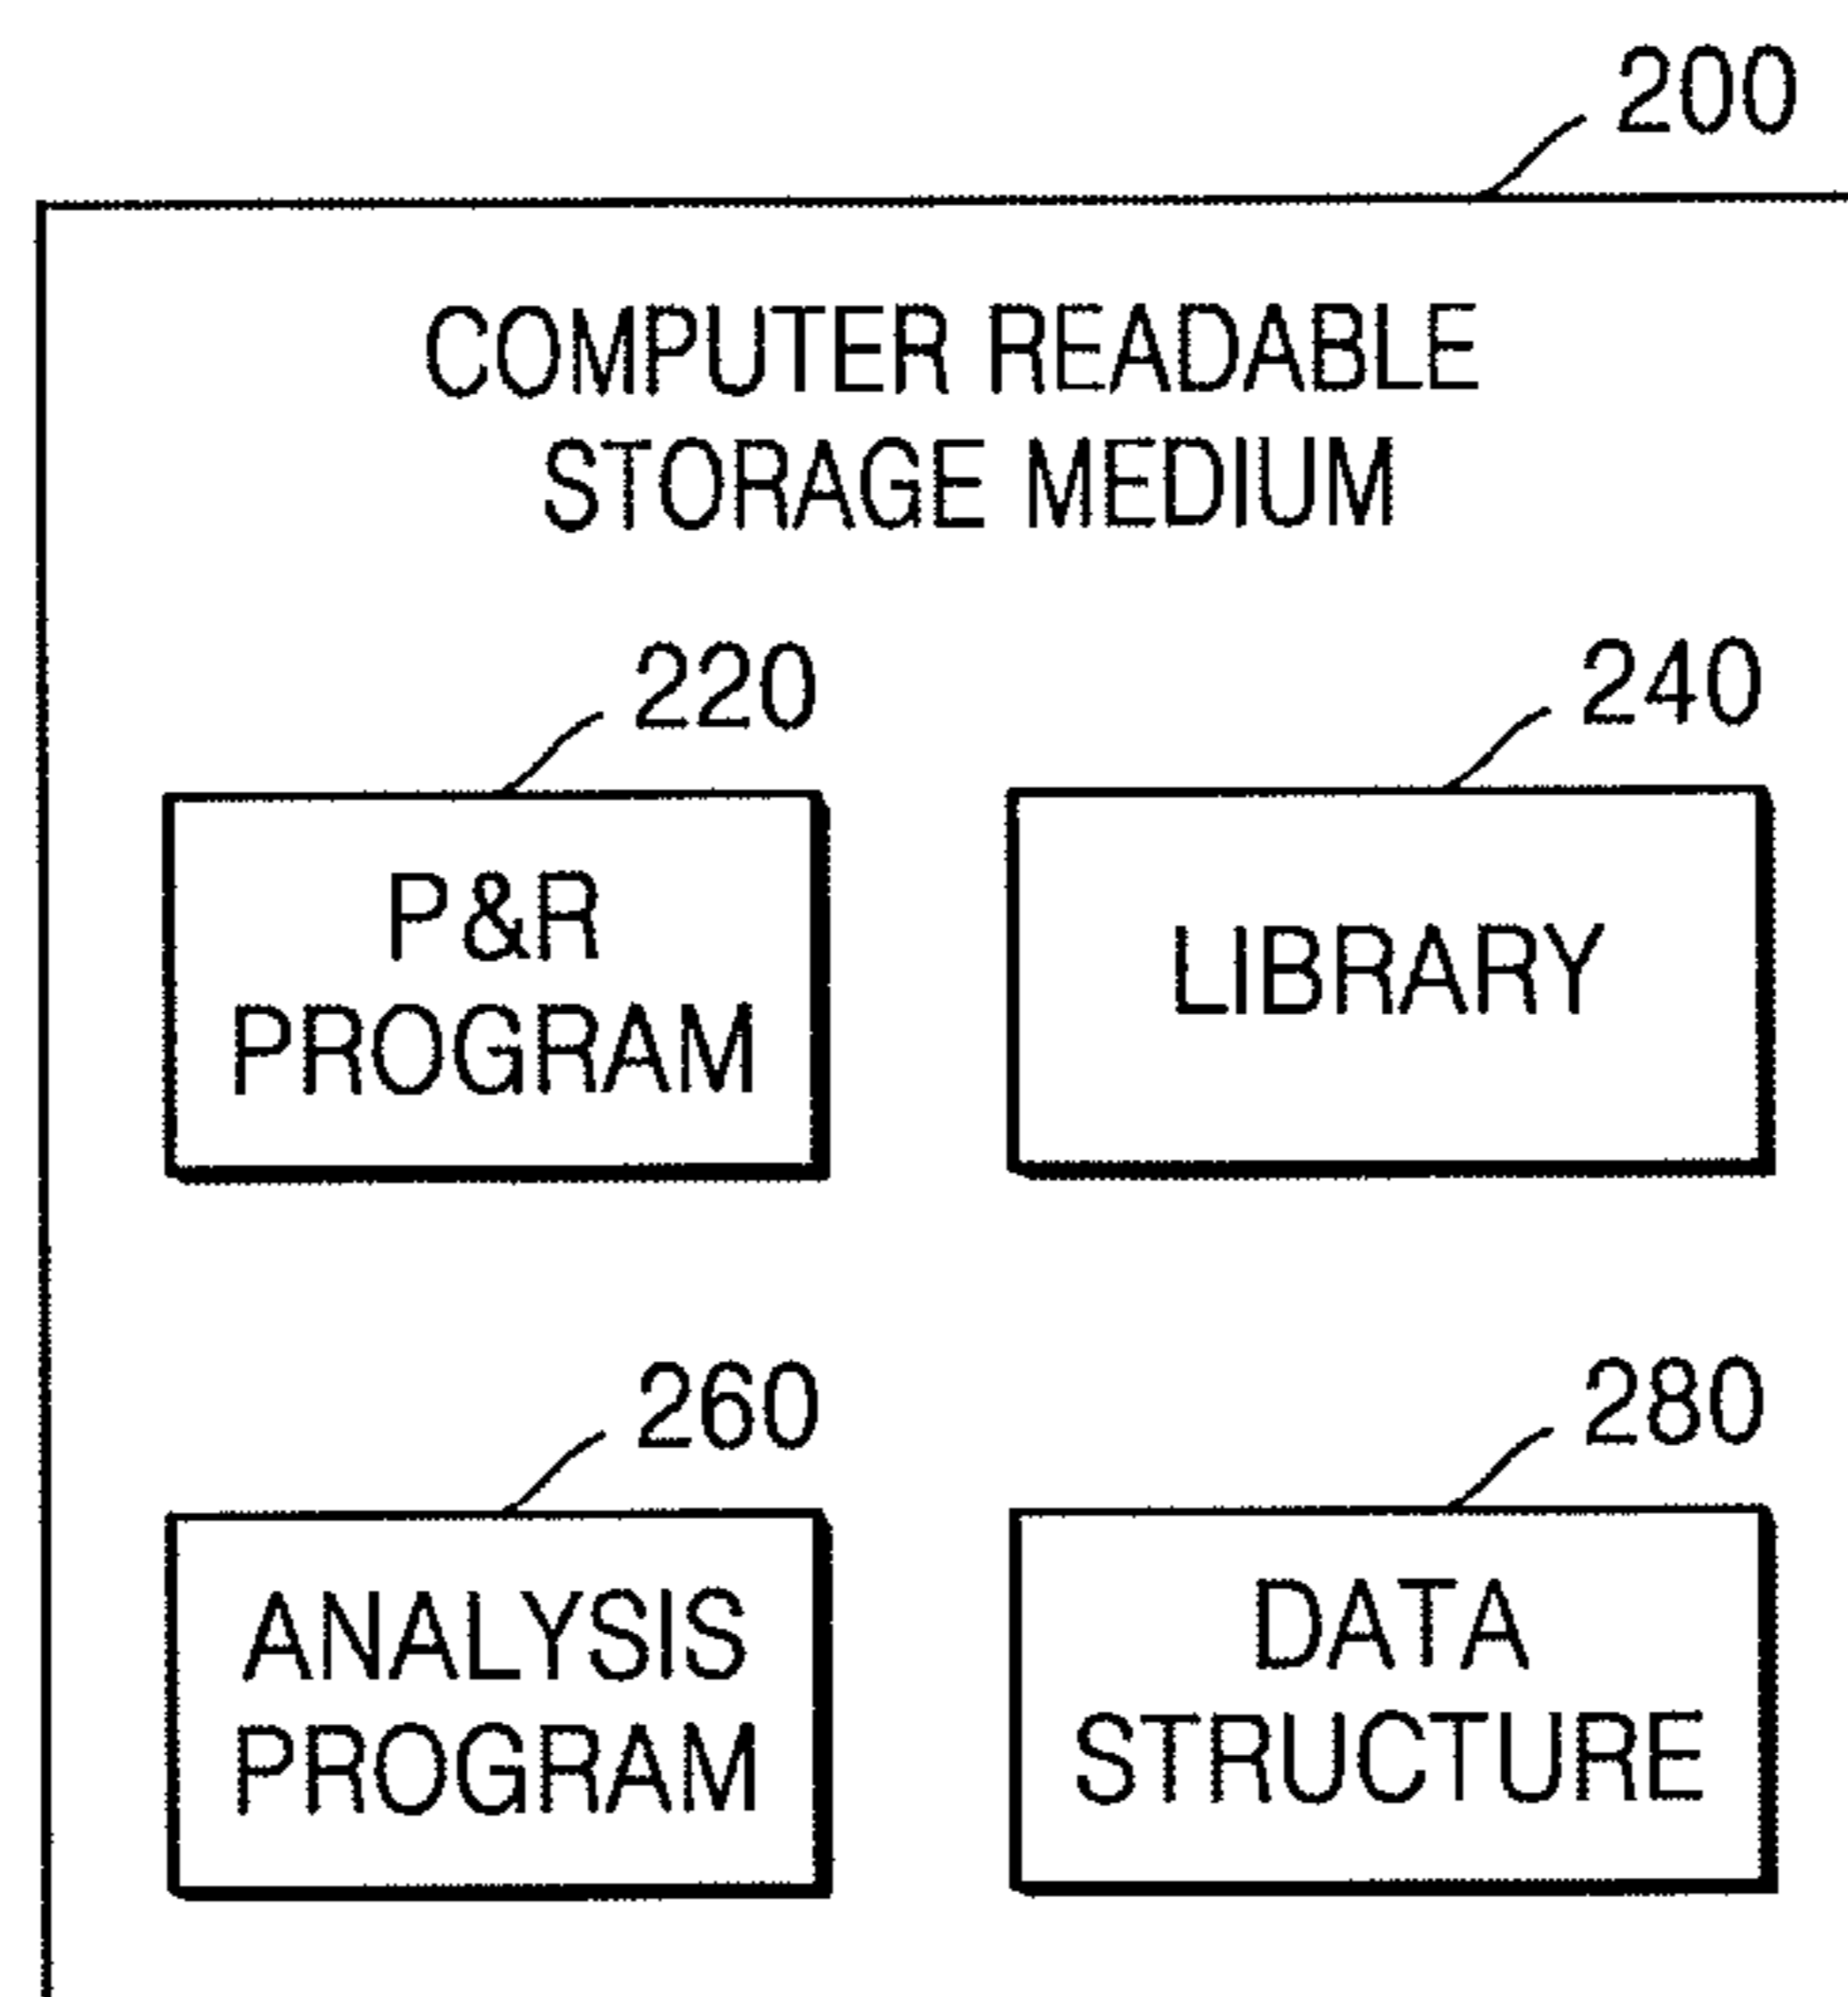 200
COMPUTER READABLE
STORAGE MEDIUM
220
240
P&R
PROGRAM
LIBRARY
260
280
ANALYSIS
PROGRAM
DATA
STRUCTURE